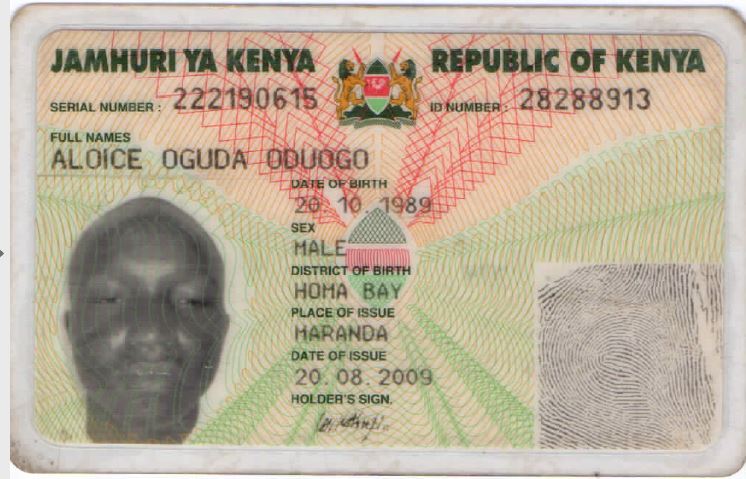 JAMHURI YA KENYA REPUBLIC OF KENYA
SERIAL NUMBER: 222190615 ID NUMBER: 28288913
FULL NAMES
ALOICE OGUDA ODUOGO
DATE OF BIRTH
20. 10. 1989
SEX
MALE
DISTRICT OF BIRTH
HOMA BAY
PLACE OF ISSUE
MARANDA
DATE OF ISSUE
20. 08. 2009
HOLDER'S SIGN.